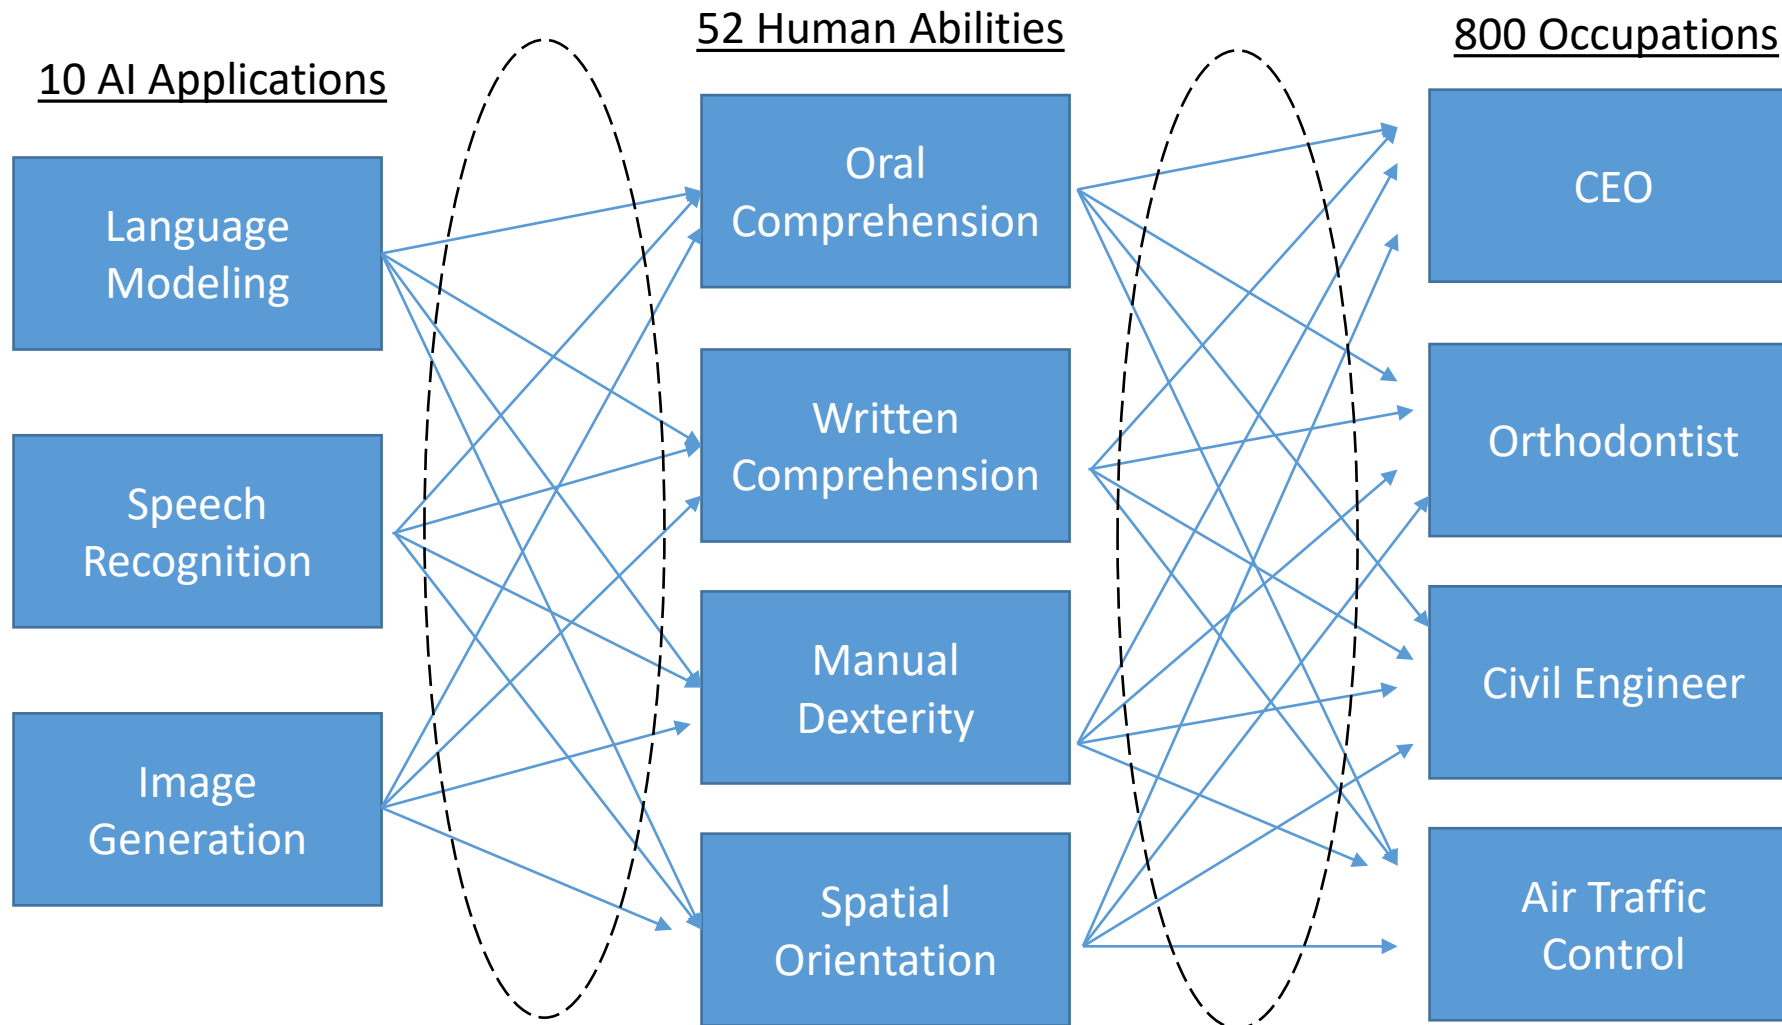 10 AI Applications
Language
Modeling
Speech
Recognition
Image
Generation
52 Human Abilities
Oral
Comprehension
Written
Comprehension
Manual
Dexterity
Spatial
Orientation
800 Occupations
CEO
Orthodontist
Civil Engineer
Air Traffic
Control